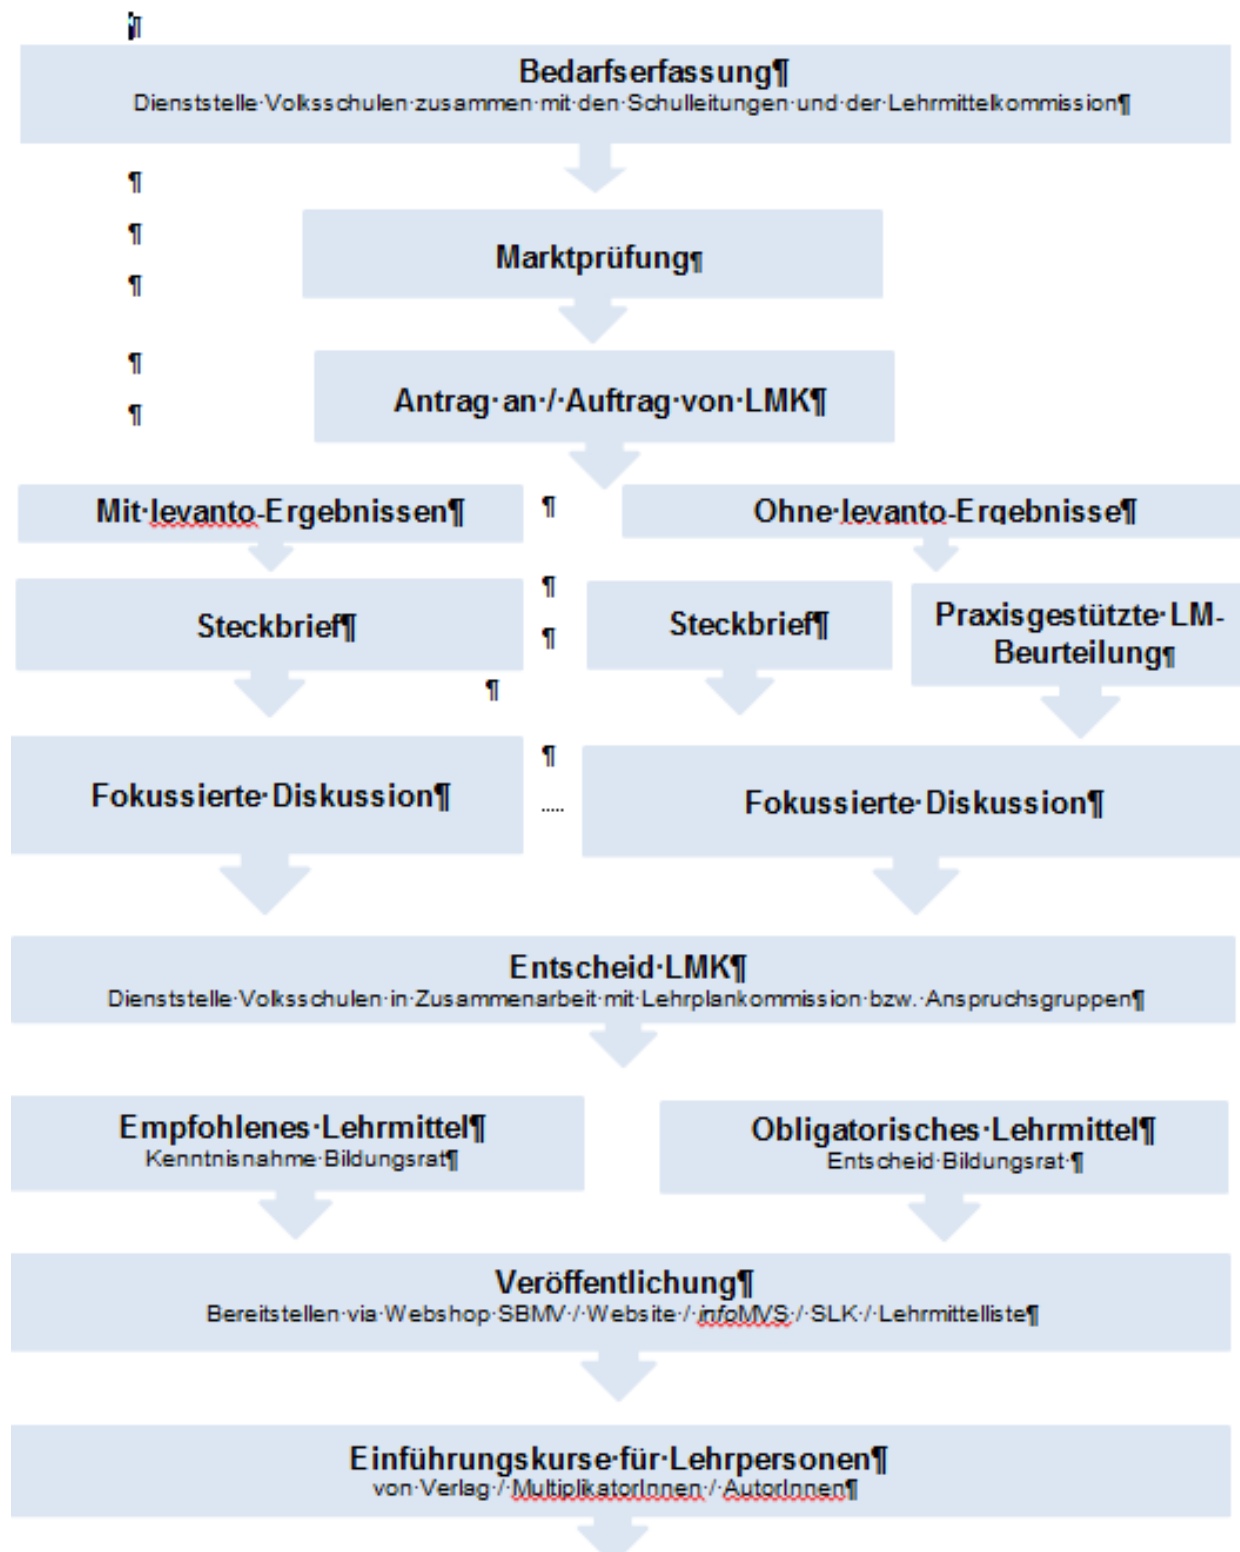 Bedarfserfassung¶
Dienststelle·Volksschulen·zusammen·mit·den·Schulleitungen·und·der·Lehrmittelkommission¶
¶
¶
Marktprüfung¶
¶
¶
Antrag·an·/·Auftrag·von·LMK¶
¶
Mit·levanto-Ergebnissen¶
¶
Ohne·levanto-Ergebnisse¶
¶
Steckbrief¶
¶
Steckbrief¶
Praxisgestützte·LM-
Beurteilung¶
¶
¶
Fokussierte·Diskussion¶
.....
Fokussierte·Diskussion¶
Entscheid·LMK¶
Dienststelle·Volksschulen·in·Zusammenarbeit·mit·Lehrplankommission·bzw.·Anspruchsgruppen¶
Empfohlenes·Lehrmittel¶
Kenntnisnahme·Bildungsrat¶
Obligatorisches·Lehrmittel¶
Entscheid·Bildungsrat·¶
Veröffentlichung¶
Bereitstellen·via·Webshop·SBMV·/·Website·/·infoMVS·/·SLK·/·Lehrmittelliste¶
Einführungskurse·für·Lehrpersonen¶
von·Verlag·/·MultiplikatorInnen·/·AutorInnen¶